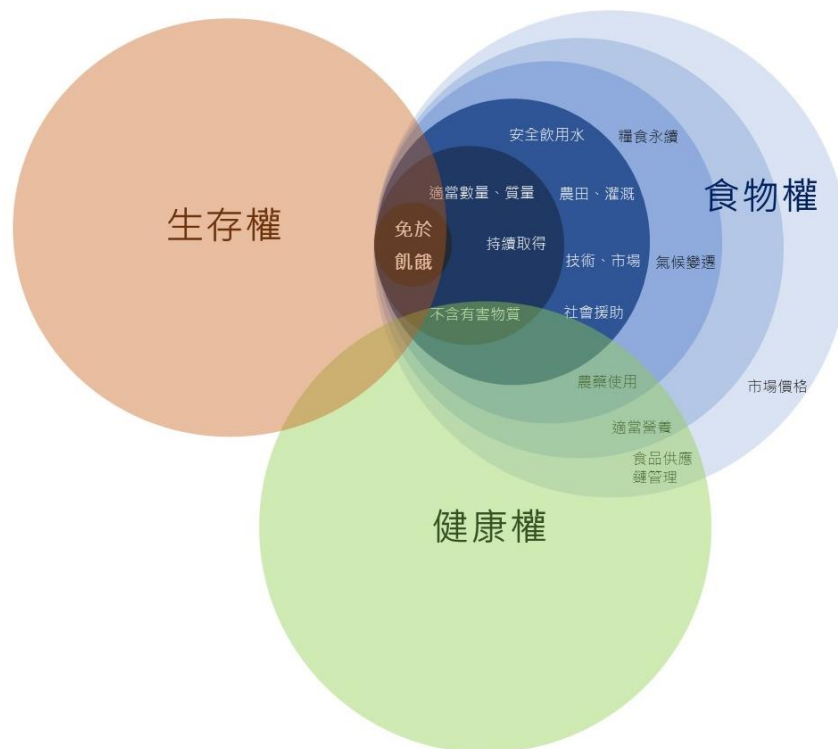 生存權
食物權
健康權
免於
飢餓
適當數量、質量
持續取得
不含有害物質
安全飲用水
農田、灌溉
技術、市場
社會援助
糧食永續
氣候變遷
農藥使用
適當營養
食品供應
鏈管理
市場價格